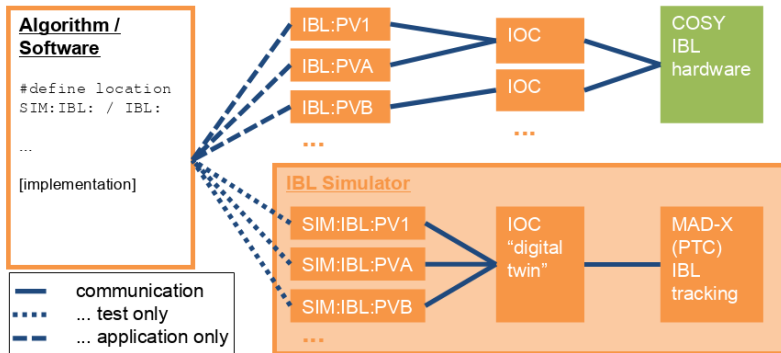 Algorithm /
Software
#define location
SIM:IBL: / IBL:
...
[implementation]
IBL:PV1
IBL:PVA
IBL:PVB
...
IOC
IOC
...
COSY
IBL
hardware
IBL Simulator
SIM:IBL:PV1
SIM:IBL:PVA
SIM:IBL:PVB
...
IOC
“digital
twin”
MAD-X
(PTC)
IBL
tracking
communication
... test only
... application only